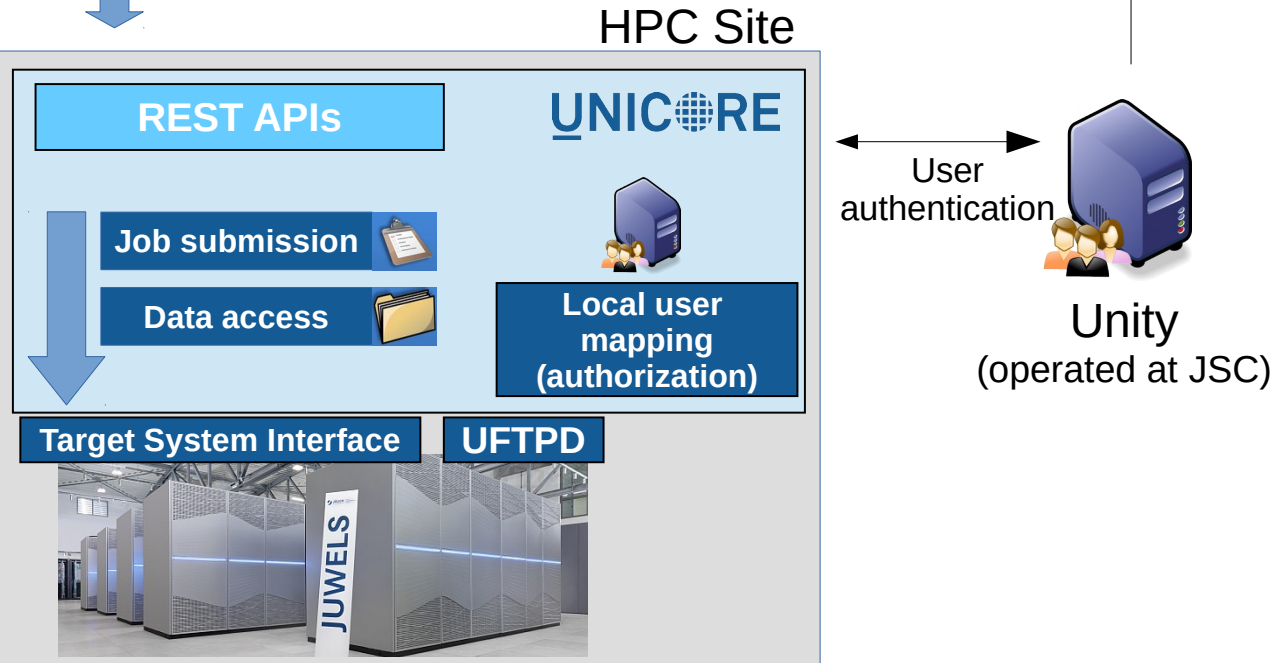 HPC Site
REST APIs
UNICORE
User
authentication
Job submission
Data access
Local user
mapping
(authorization)
Unity
(operated at JSC)
Target System Interface
UFTPD
JUWELS